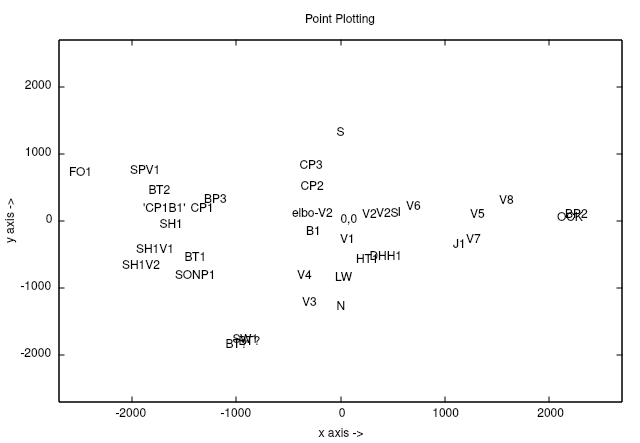 Point Plotting
2000
S
1000
CP3
SPV1
FO1
CP2
BT2
BP3
V8
'CP1B1' CP1
V6
elbo-V2
V2
V2SI
V5
BP2
0
0,0
SH1
B1
V1
V7
J1
SH1V1
BT1
HT1
DHH1
SH1V2
SONP1
V4
LW
-1000
V3
N
-2000
-2000
-1000
0
1000
2000
x axis ->
y axis ->